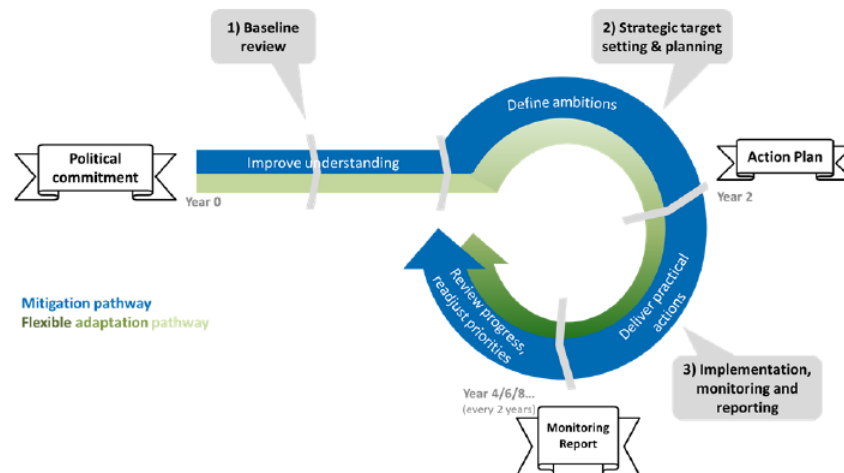 1) Baseline
review
2) Strategic target
setting & planning
Define ambitions
Political
commitment
Improve understanding
Action Plan
Year 0
Year 2
Mitigation pathway
Flexible adaptation pathway
Review progress,
readjust priorities
Deliver practical
actions
3) Implementation,
monitoring and
reporting
Year 4/6/8...
(every 2 years)
Monitoring
Report